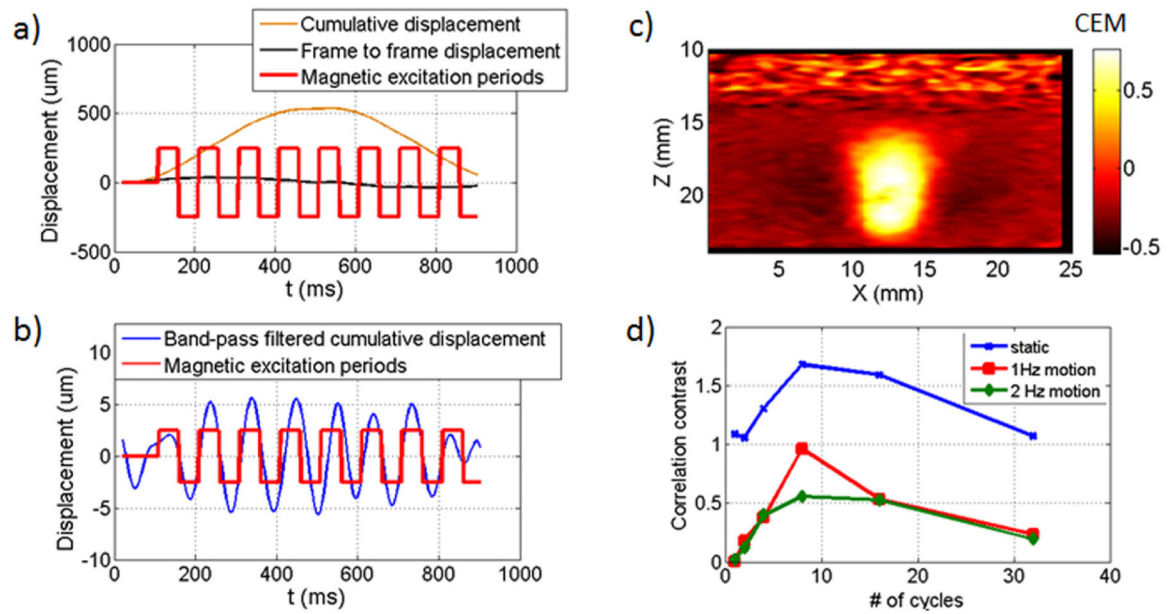 a)
Cumulative displacement
Frame to frame displacement
Magnetic excitation periods
Displacement (um)
1000
500
0
-500
0
200
400
600
800
1000
t (ms)
b)
Band-pass filtered cumulative displacement
Magnetic excitation periods
Displacement (um)
10
5
0
-5
-10
0
200
400
600
800
1000
t (ms)
c)
CEM
Z (mm)
10
15
20
5
10
15
20
25
X (mm)
0.5
0
-0.5
d)
static
1Hz motion
2 Hz motion
Correlation contrast
2
1.5
1
0.5
0
0
10
20
30
40
# of cycles